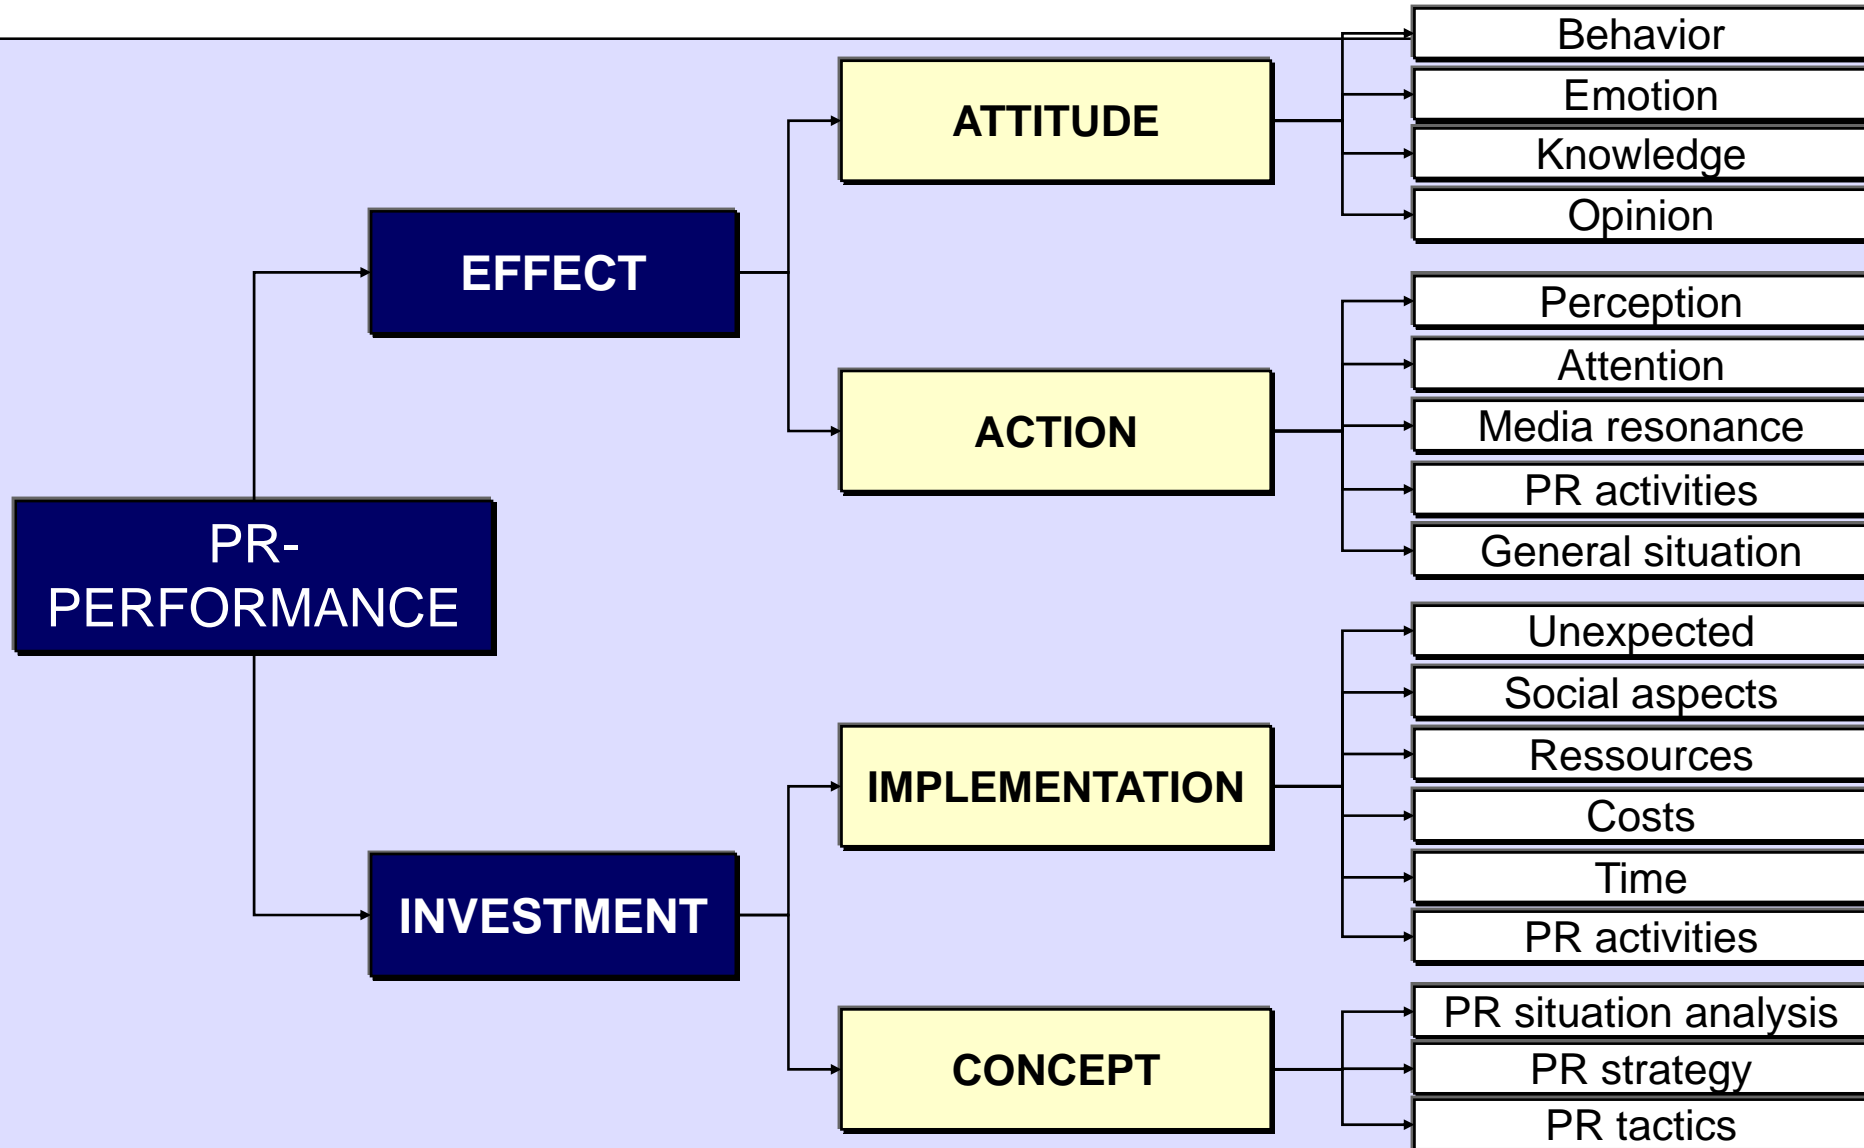 PR-
PERFORMANCE
EFFECT
ATTITUDE
Behavior
Emotion
Knowledge
Opinion
ACTION
Perception
Attention
Media resonance
PR activities
General situation
INVESTMENT
IMPLEMENTATION
Unexpected
Social aspects
Ressources
Costs
Time
PR activities
CONCEPT
PR situation analysis
PR strategy
PR tactics